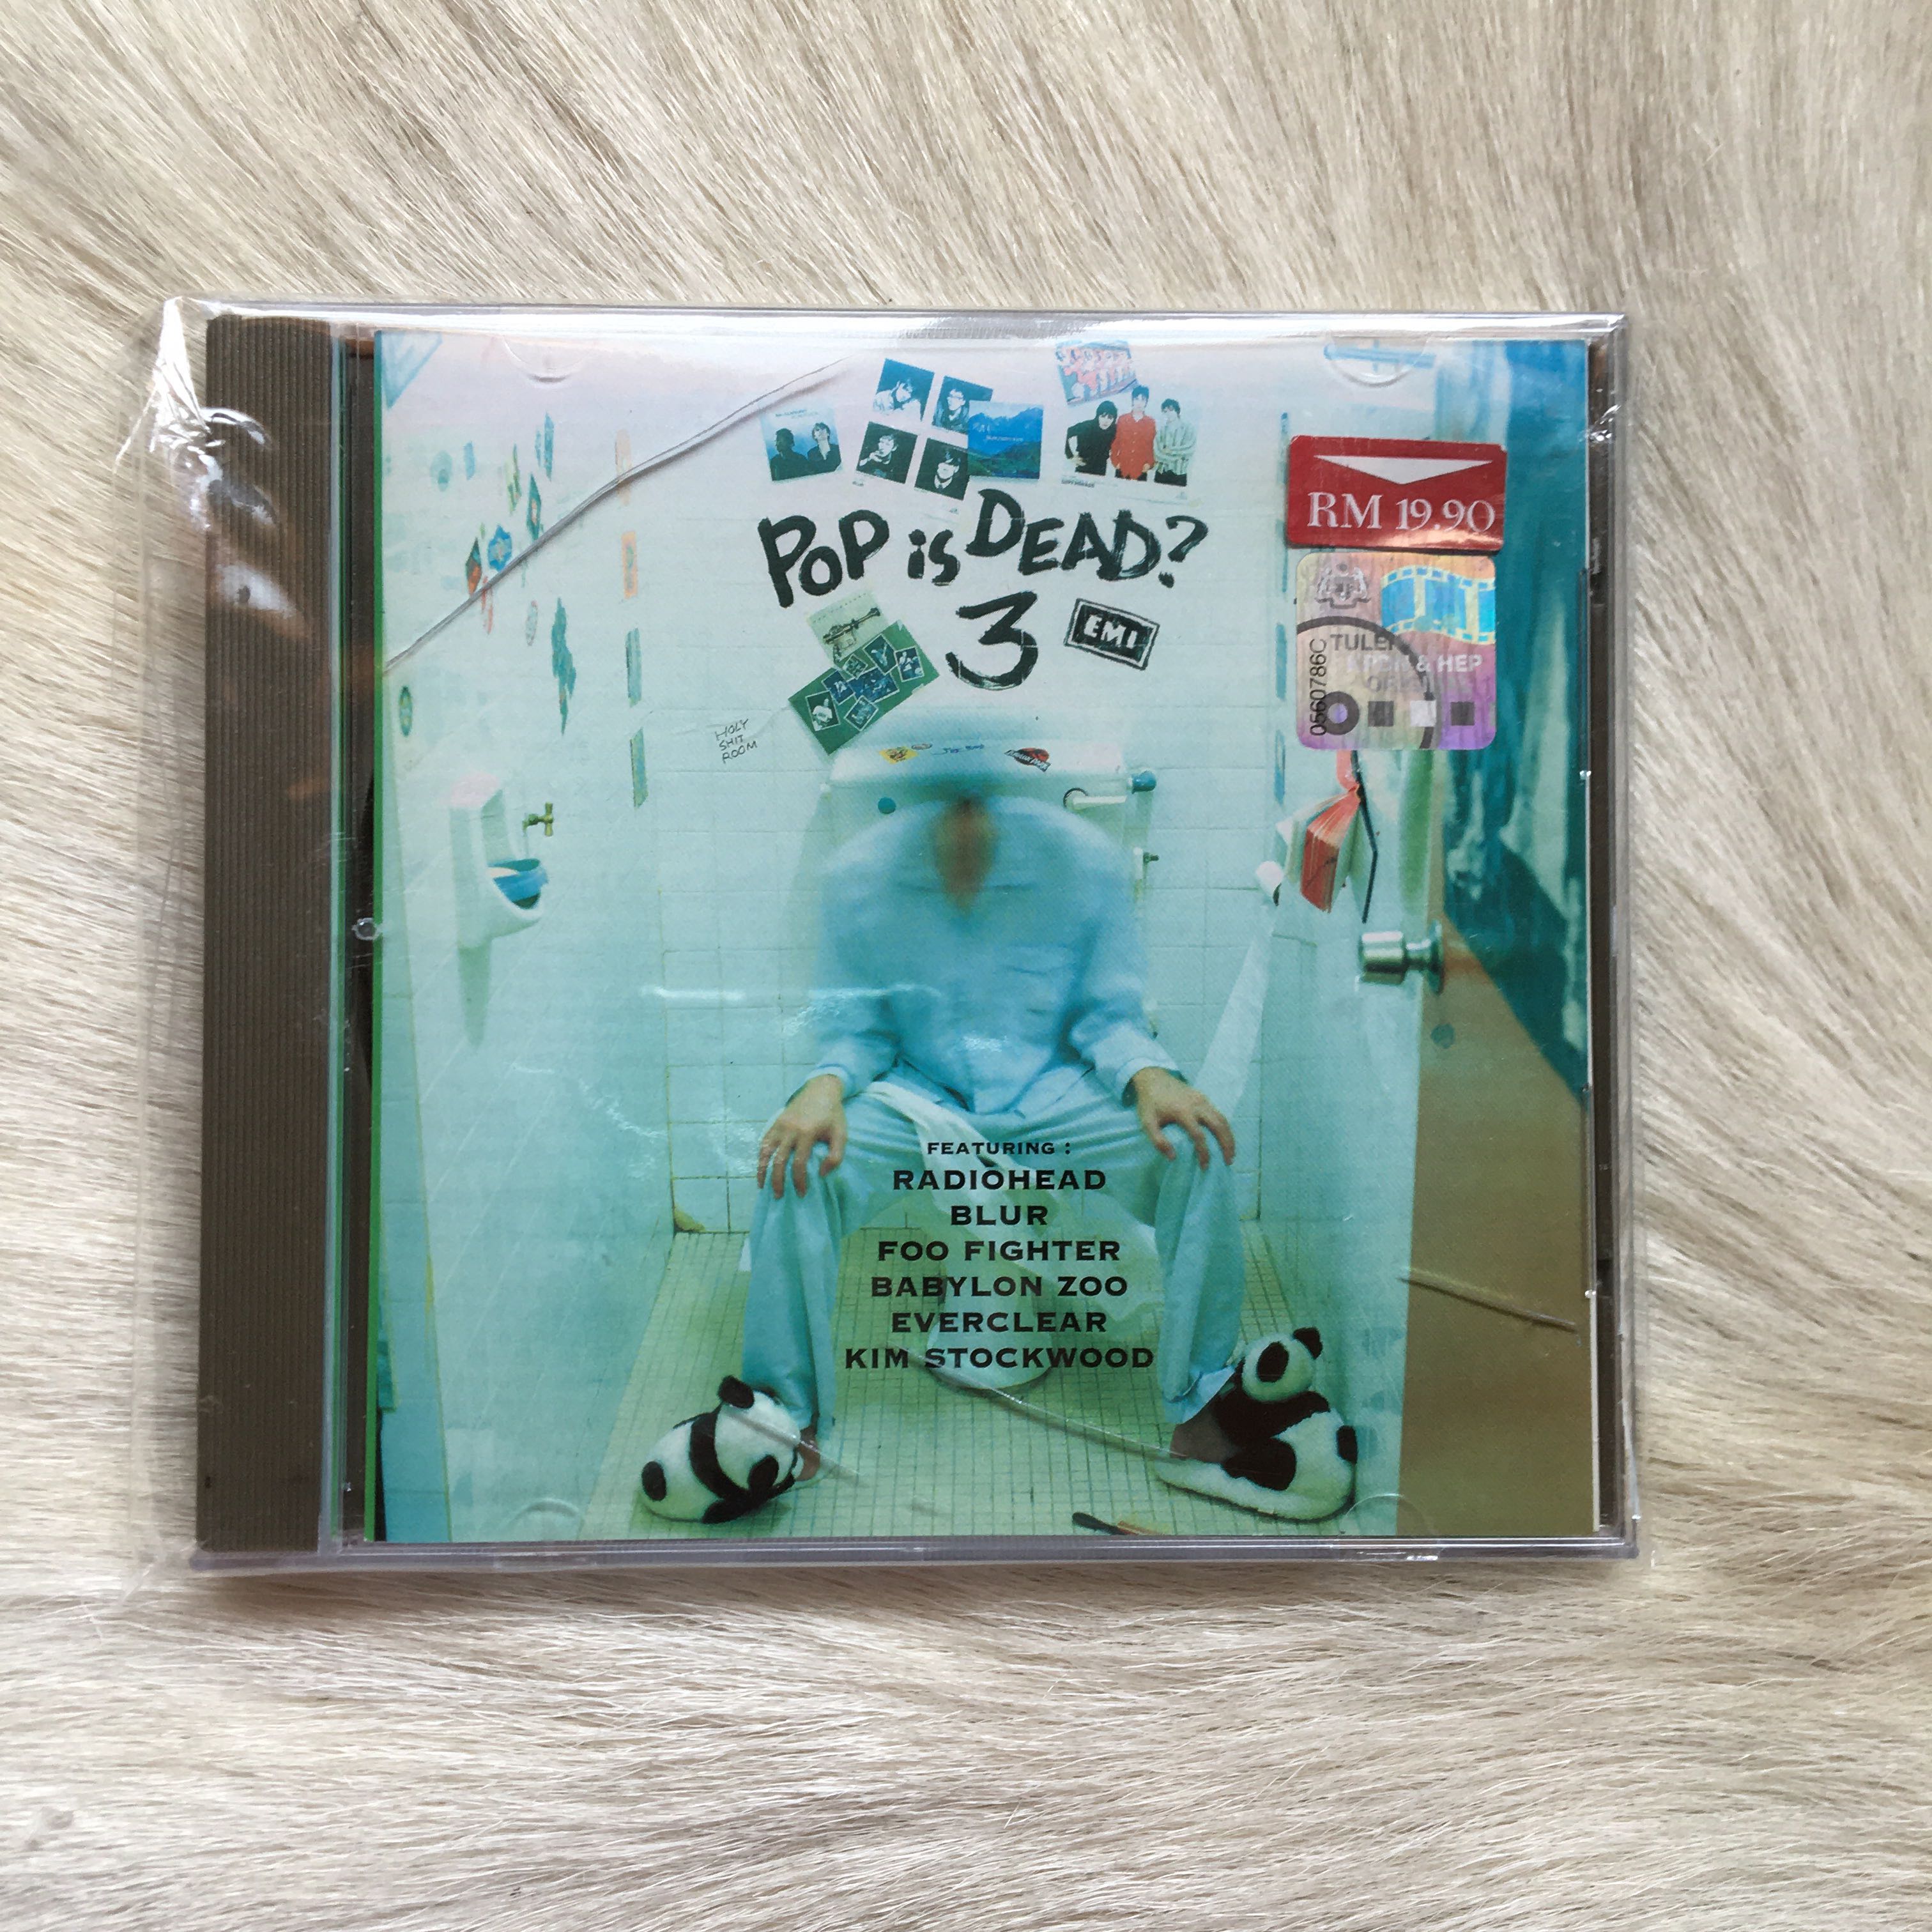 POP is DEAD?
3
EMI
RM 19.90
TULEN
& HEP
0560786C
HOLY
SHIT
ROOM
FEATURING :
RADIOHEAD
BLUR
FOO FIGHTER
BABYLON ZOO
EVERCLEAR
KIM STOCKWOOD